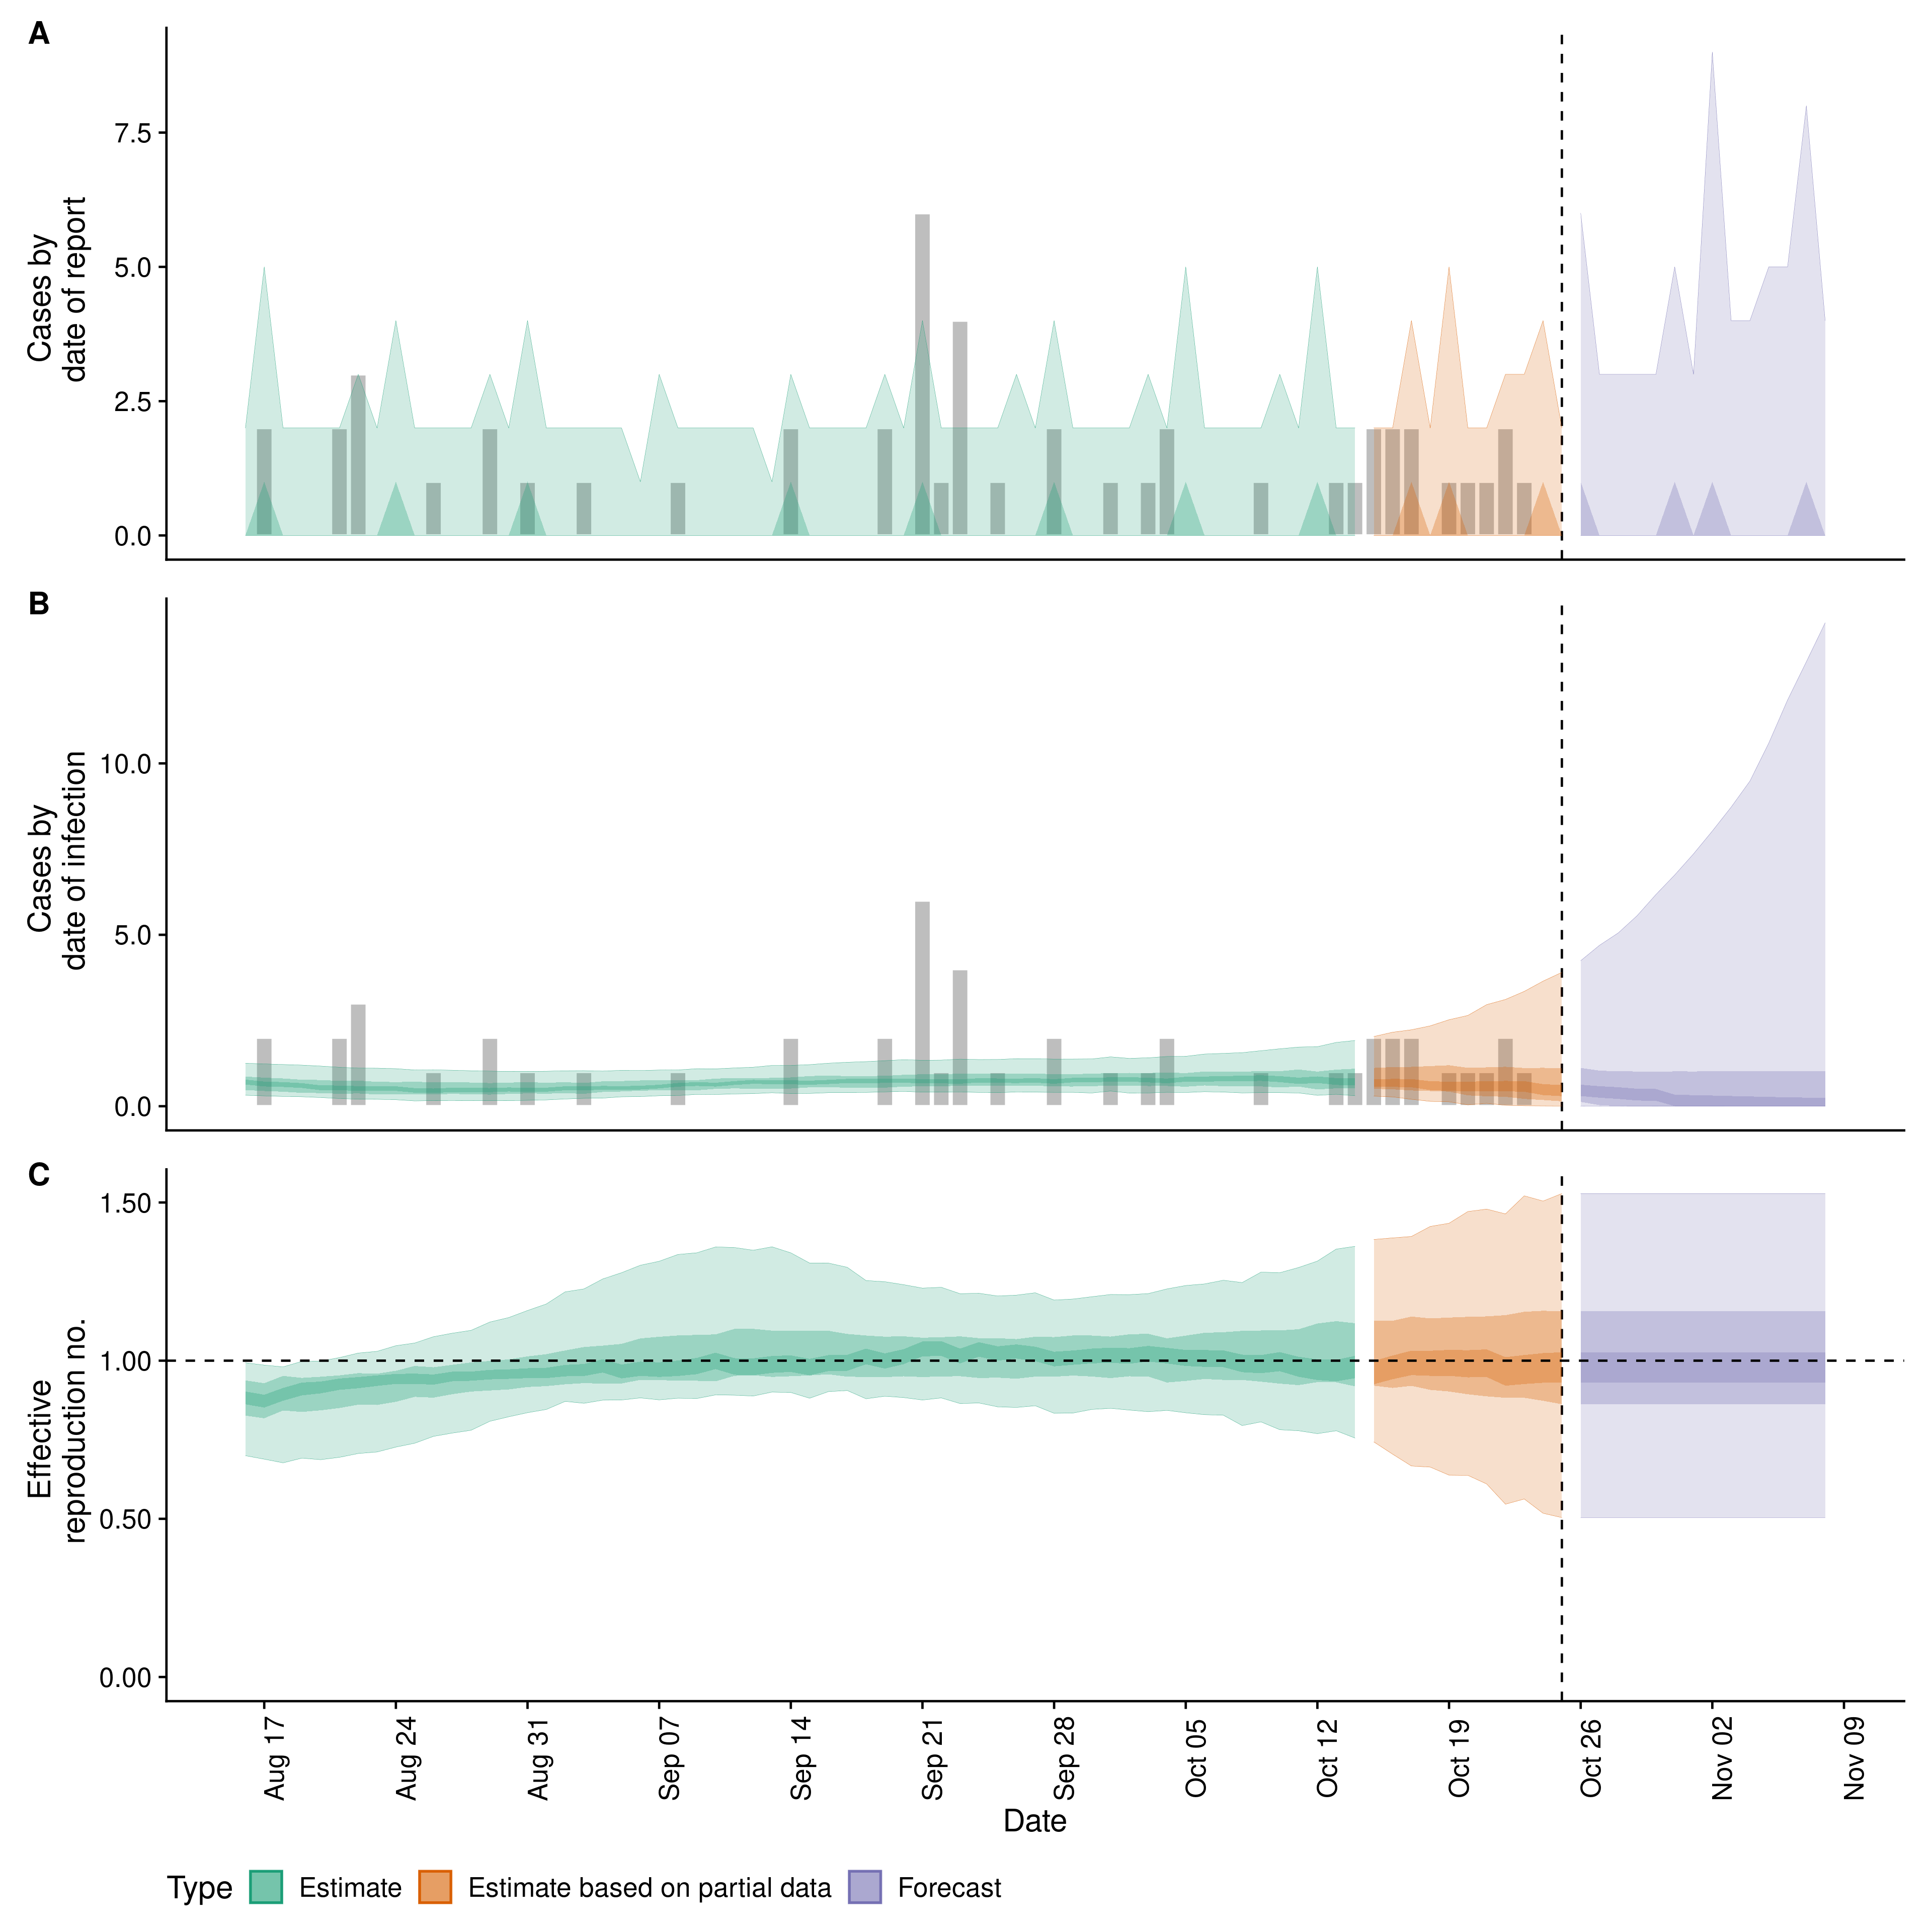 A
Cases by
date of report
7.5
5.0
2.5
0.0
B
Cases by
date of infection
10.0
5.0
0.0
C
Effective
reproduction no.
1.50
1.00
0.50
0.00
Aug 17
Aug 24
Aug 31
Sep 07
Sep 14
Sep 21
Sep 28
Oct 05
Oct 12
Oct 19
Oct 26
Nov 02
Nov 09
Date
Type Estimate Estimate based on partial data Forecast